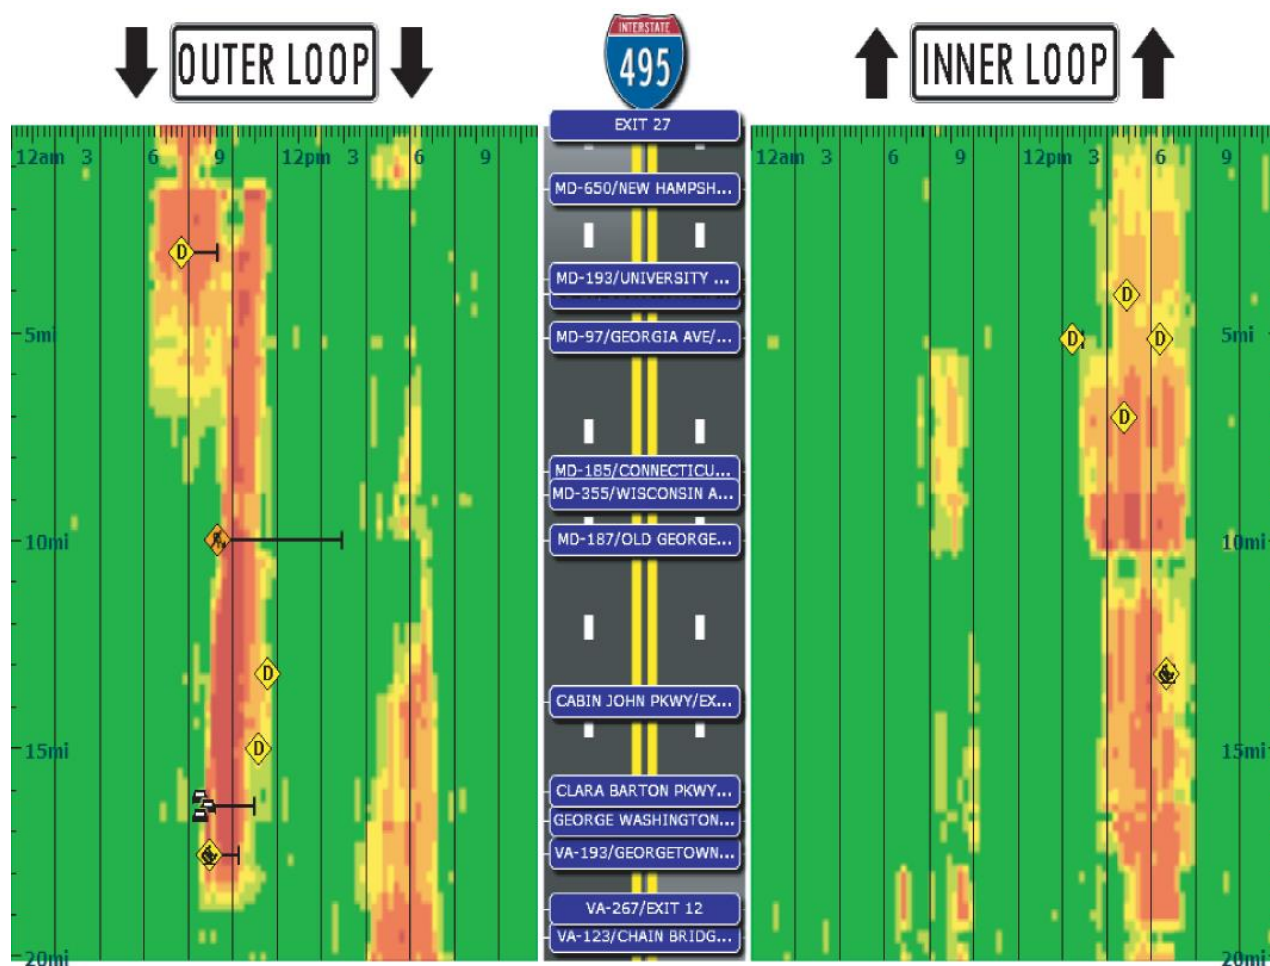 OUTER LOOP
INTERSTATE
495
INNER LOOP
EXIT 27
12am 3 6 9 12pm 3 6 9
12am 3 6 9 12pm 3 6 9
MD-650/NEW HAMPSH...
D
MD-193/UNIVERSITY ...
D
5mi
MD-97/GEORGIA AVE/...
D
D
5mi
D
MD-185/CONNECTICU...
MD-355/WISCONSIN A...
10mi
MD-187/OLD GEORGE...
10mi
D
CABIN JOHN PKWY/EX...
15mi
D
15mi
CLARA BARTON PKWY...
GEORGE WASHINGTON...
VA-193/GEORGETOWN...
VA-267/EXIT 12
VA-123/CHAIN BRIDG...
20mi
20mi